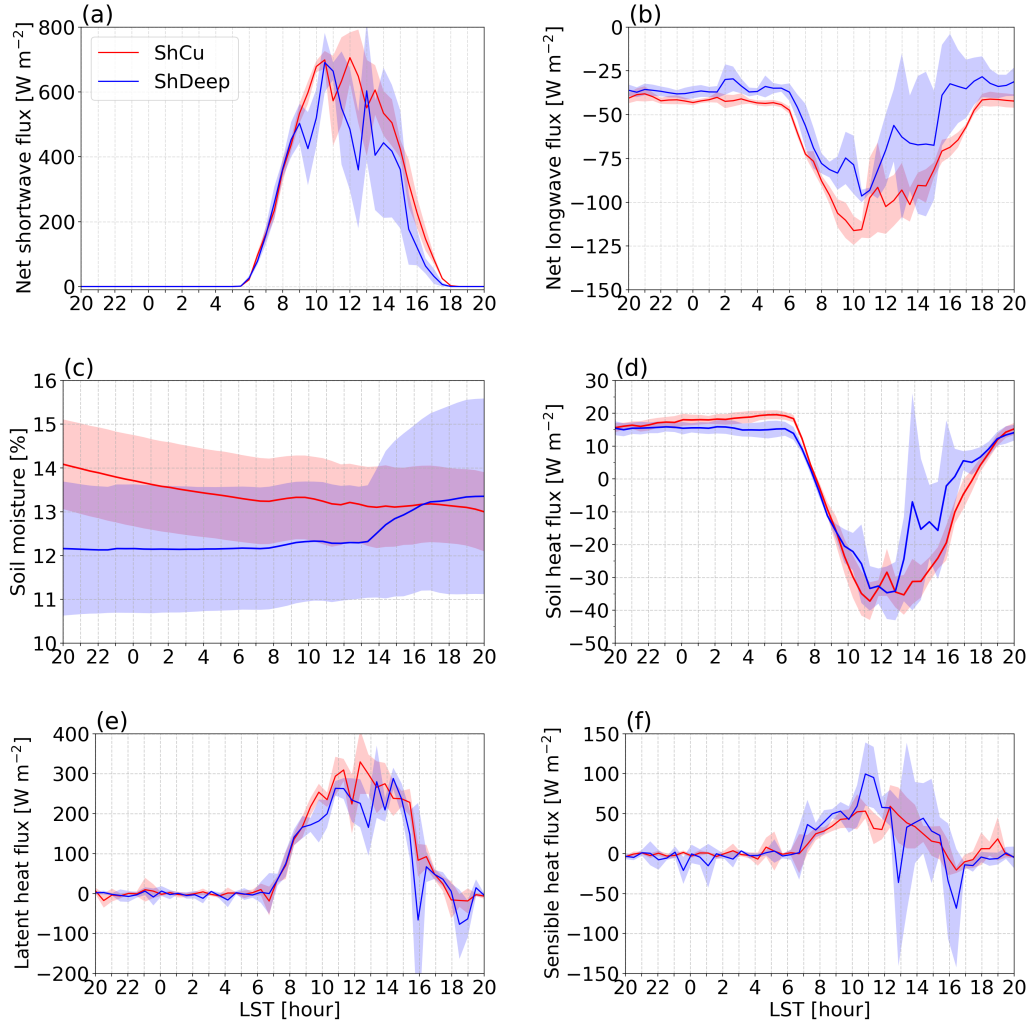 (a)
Net shortwave flux [W m⁻²]
800
600
400
200
0
ShCu
ShDeep
20 22 0 2 4 6 8 10 12 14 16 18 20
(b)
Net longwave flux [W m⁻²]
0
−25
−50
−75
−100
−125
−150
20 22 0 2 4 6 8 10 12 14 16 18 20
(c)
Soil moisture [%]
16
15
14
13
12
11
10
20 22 0 2 4 6 8 10 12 14 16 18 20
(d)
Soil heat flux [W m⁻²]
30
20
10
0
−10
−20
−30
−40
−50
20 22 0 2 4 6 8 10 12 14 16 18 20
(e)
Latent heat flux [W m⁻²]
400
300
200
100
0
−100
−200
20 22 0 2 4 6 8 10 12 14 16 18 20
LST [hour]
(f)
Sensible heat flux [W m⁻²]
150
100
50
0
−50
−100
−150
20 22 0 2 4 6 8 10 12 14 16 18 20
LST [hour]